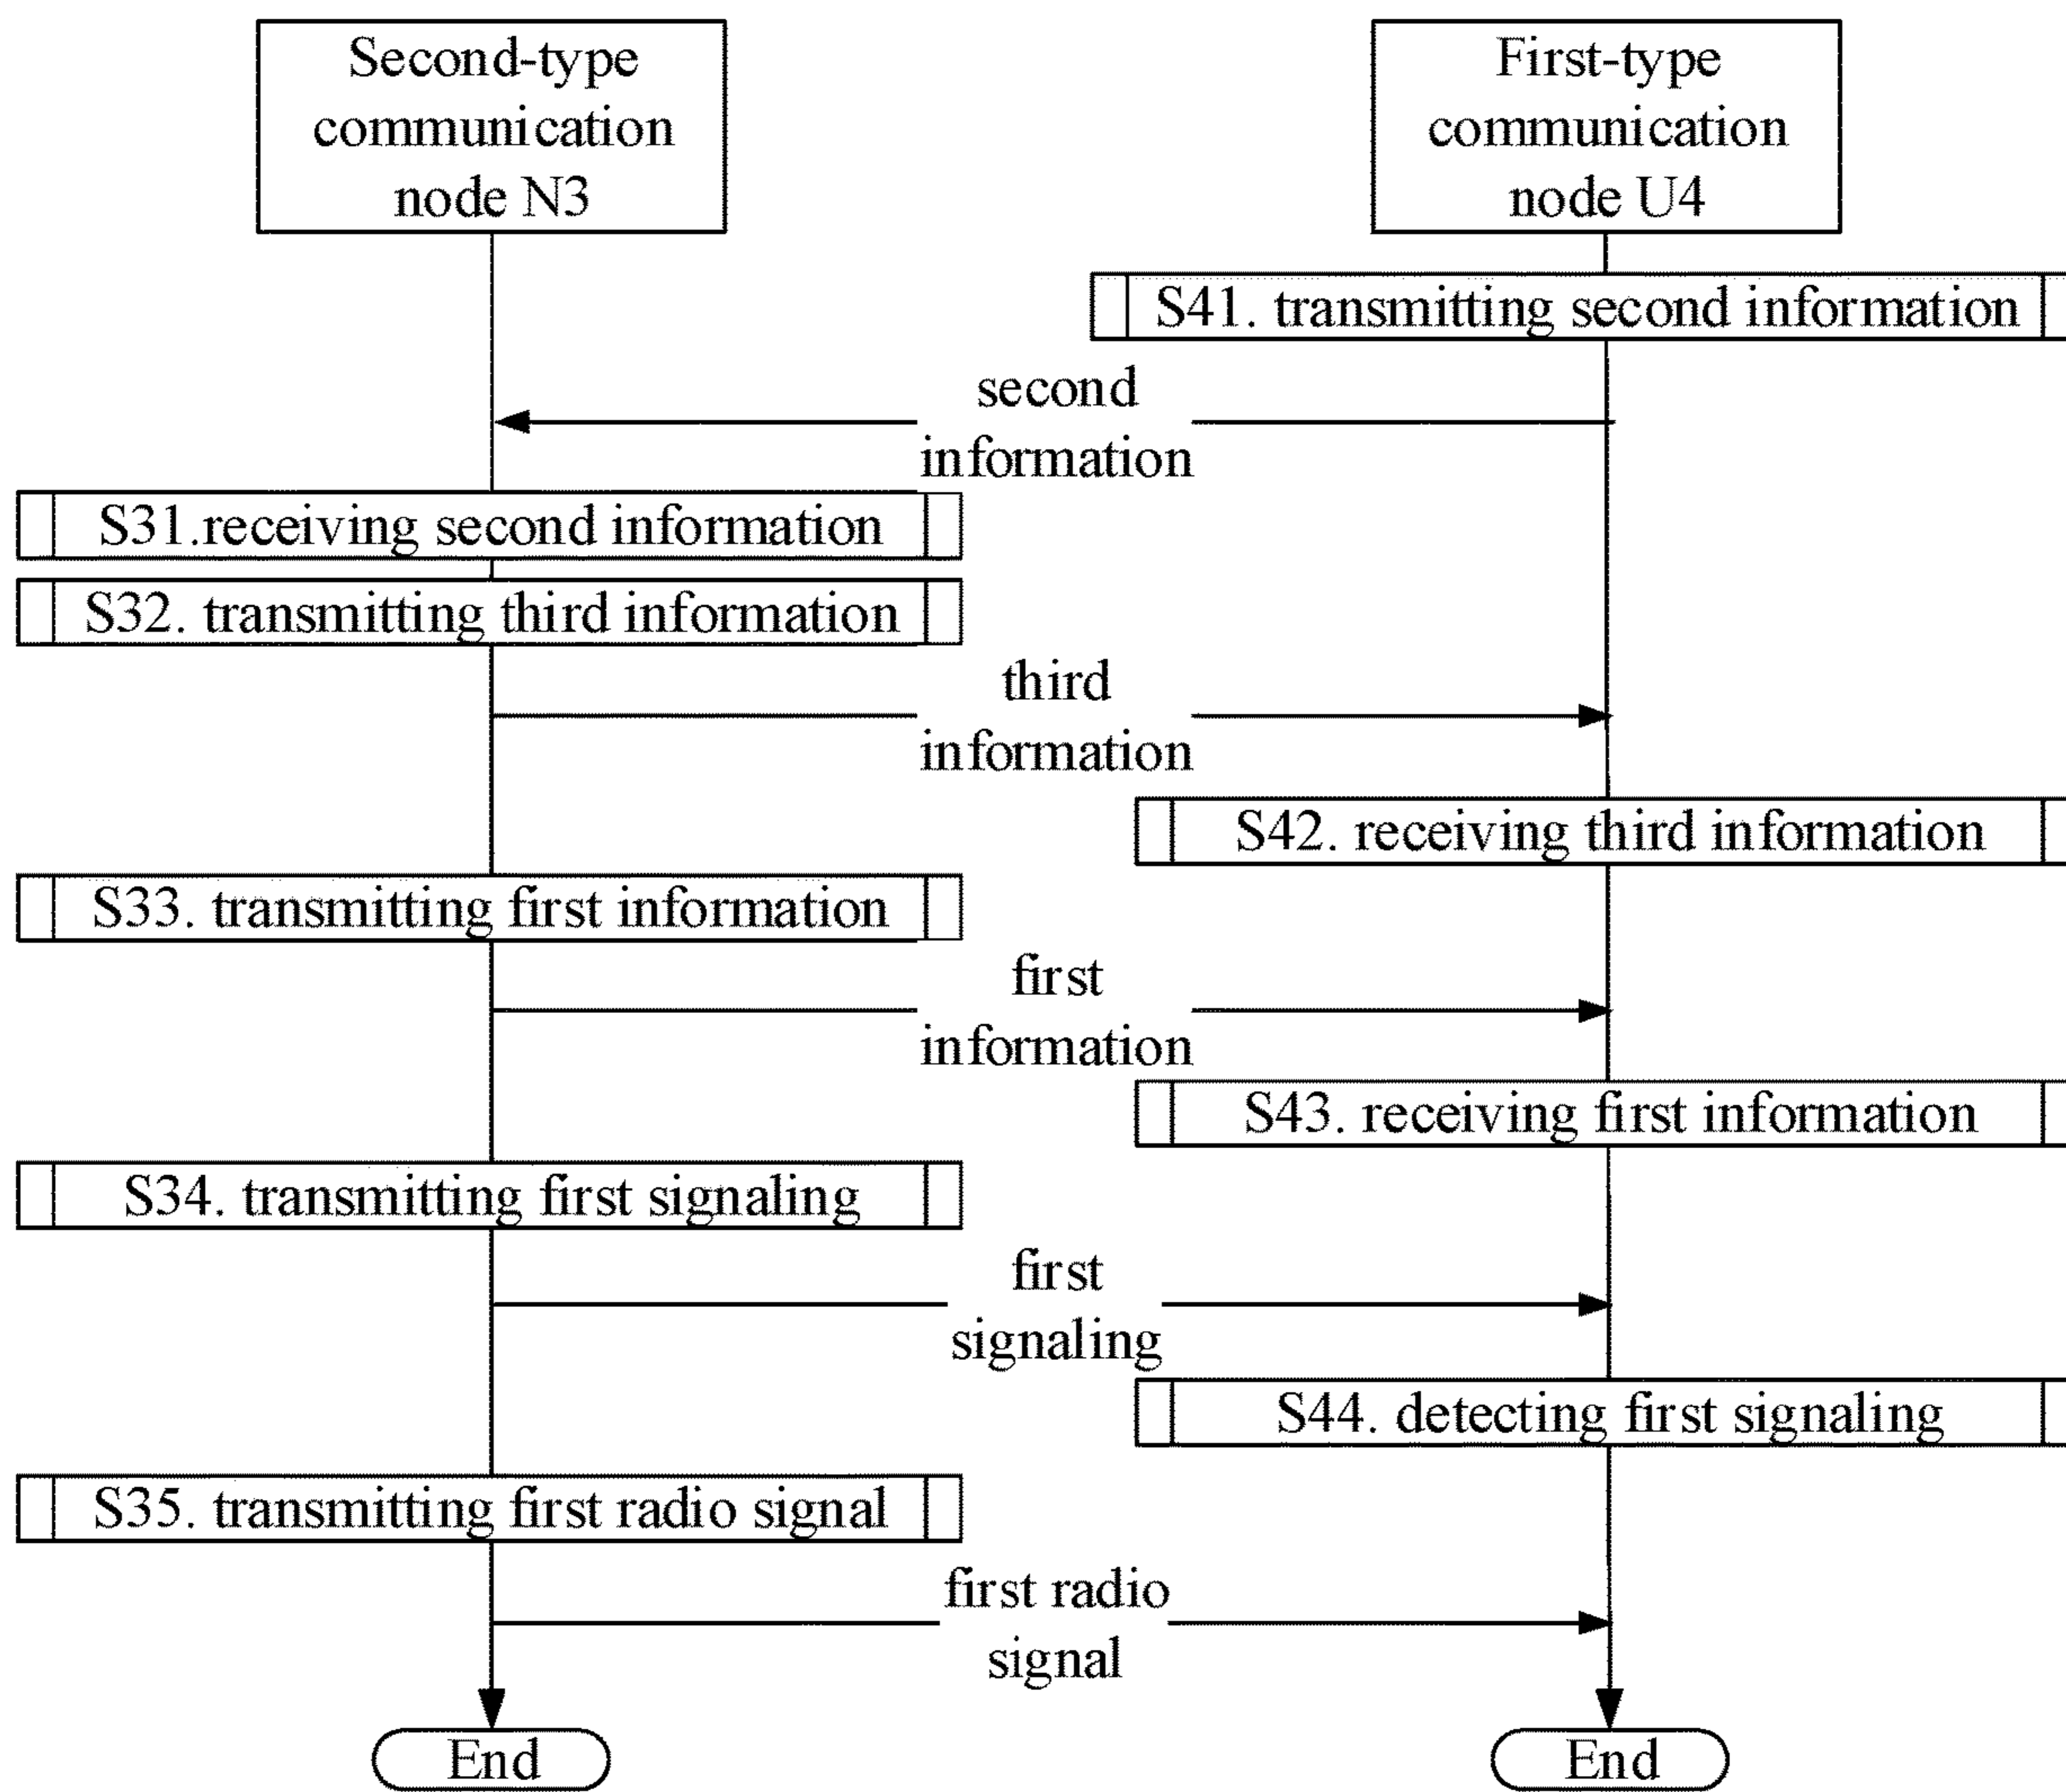 Second-type
communication
node N3
First-type
communication
node U4
S41. transmitting second information
second
information
S31.receiving second information
S32. transmitting third information
third
information
S42. receiving third information
S33. transmitting first information
first
information
S43. receiving first information
S34. transmitting first signaling
first
signaling
S44. detecting first signaling
S35. transmitting first radio signal
first radio
signal
End
End